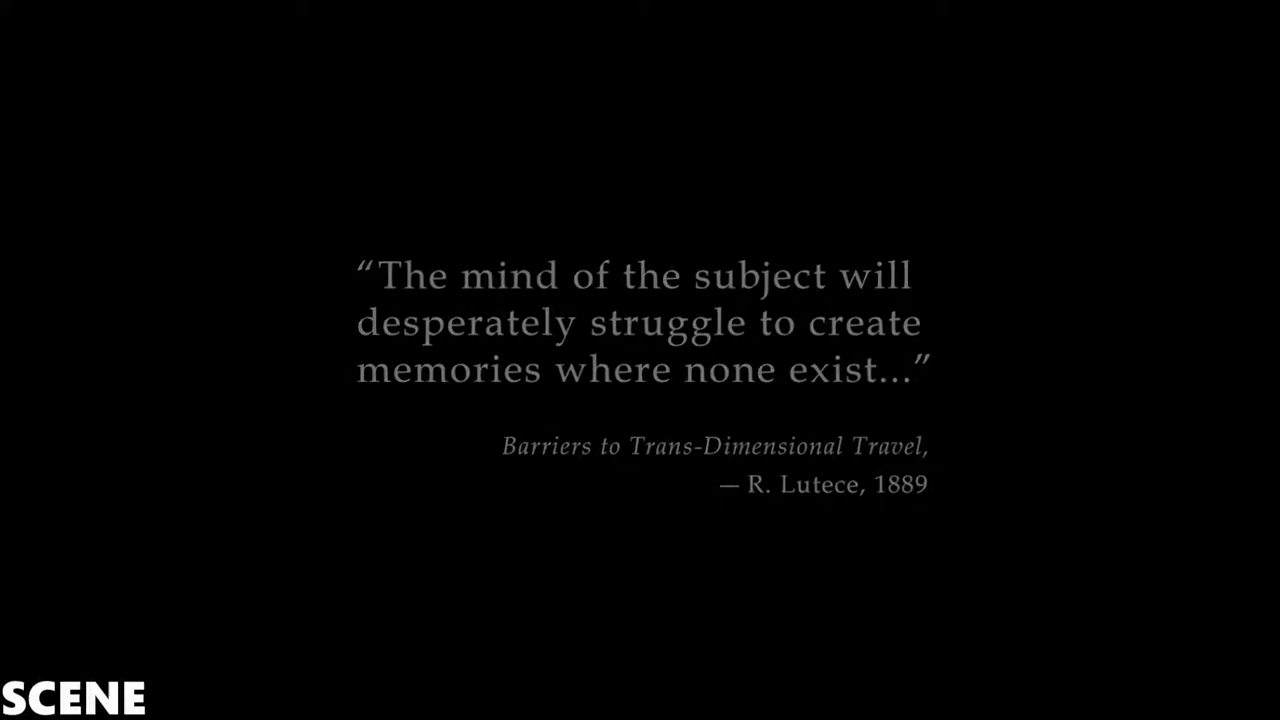 “The mind of the subject will
desperately struggle to create
memories where none exist...”
Barriers to Trans-Dimensional Travel,
— R. Lutece, 1889
SCENE